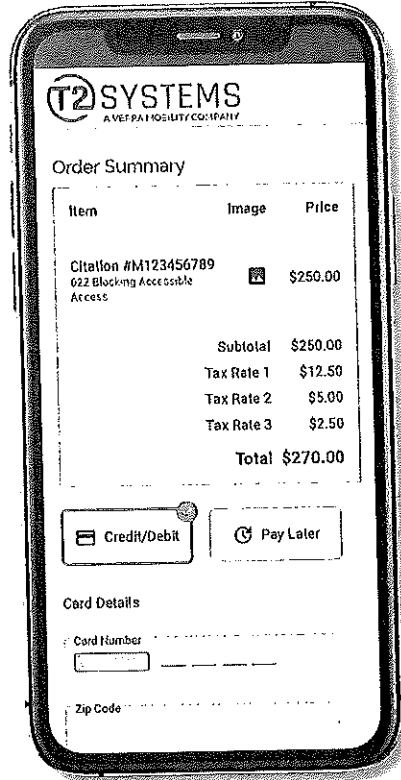 T2 SYSTEMS
A VERRA MOBILITY COMPANY
Order Summary
Item Image Price
Citation #M123456789 $250.00
022 Blocking Accessible
Access
Subtotal $250.00
Tax Rate 1 $12.50
Tax Rate 2 $5.00
Tax Rate 3 $2.50
Total $270.00
Credit/Debit Pay Later
Card Details
Card Number
Zip Code